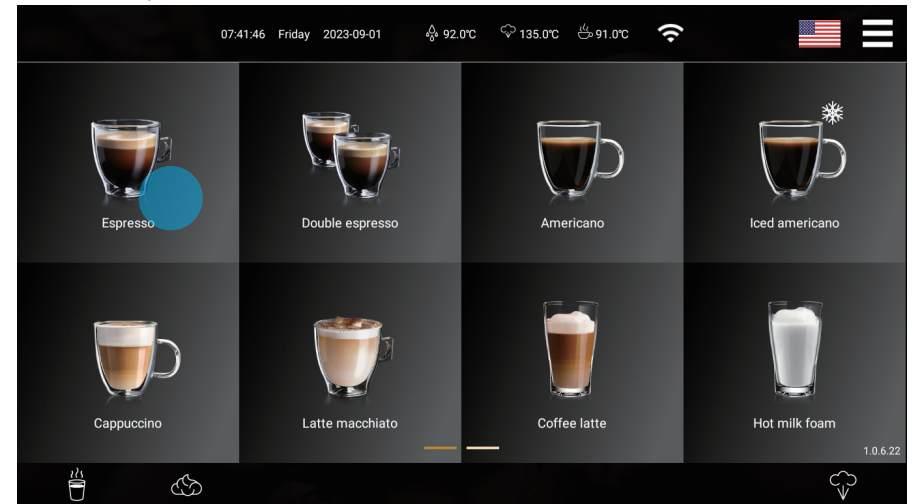 07:41:46 Friday 2023-09-01 92.0℃ 135.0℃ 91.0℃
Espresso Double espresso Americano Iced americano
Cappuccino Latte macchiato Coffee latte Hot milk foam
1.0.6.22